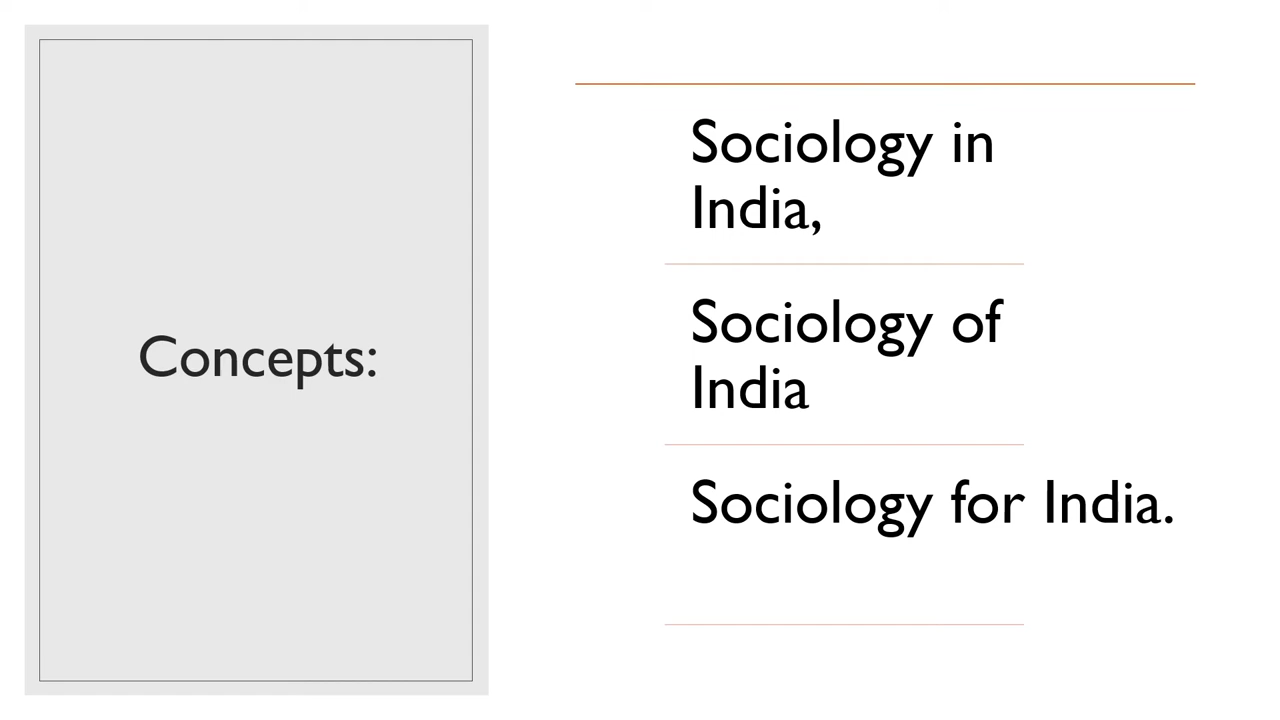 Concepts:
Sociology in
India,
Sociology of
India
Sociology for India.